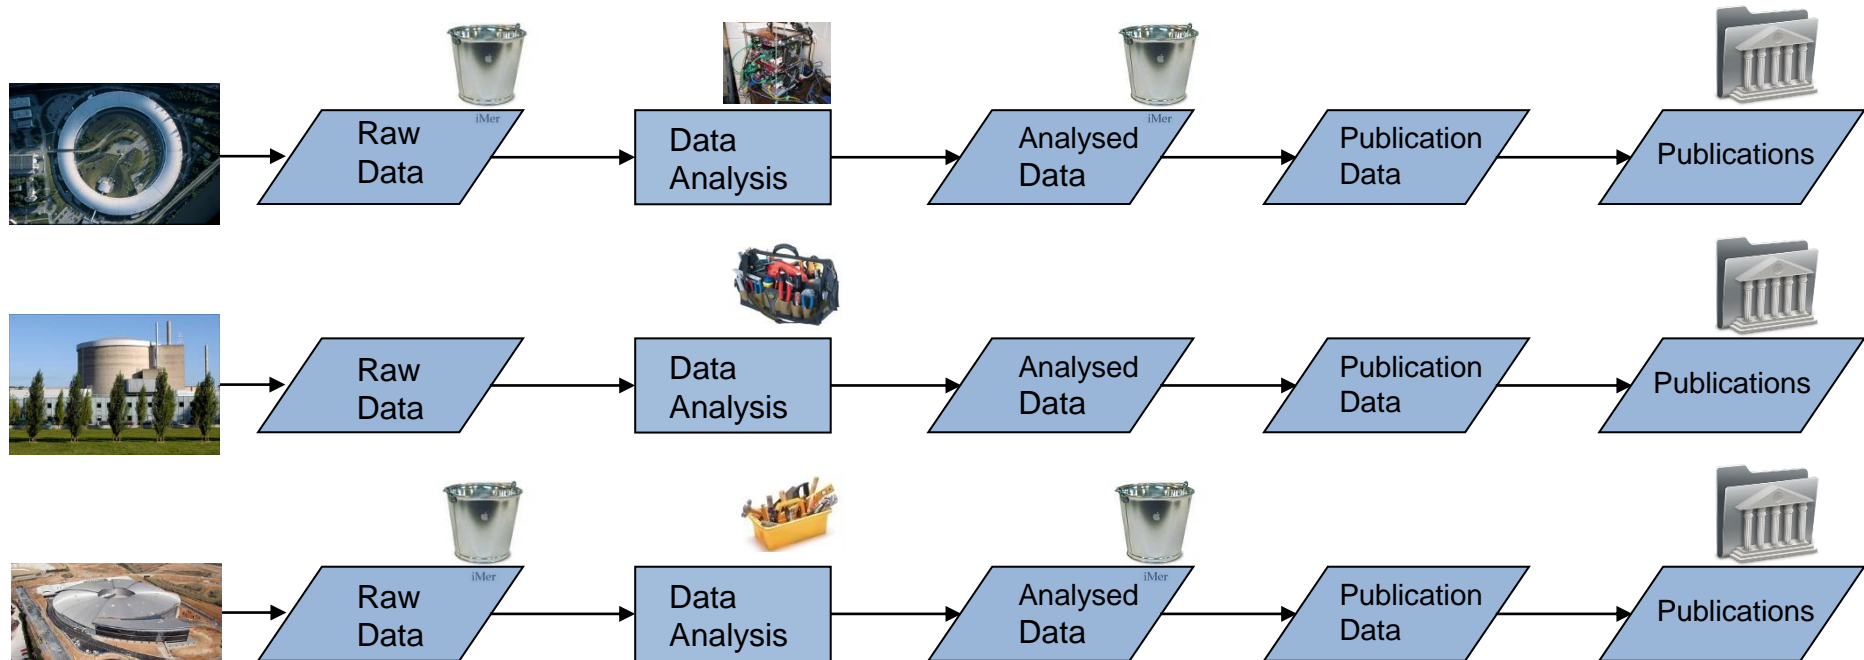 iMer
Raw
Data
Data
Analysis
iMer
Analysed
Data
Publication
Data
Publications
Raw
Data
Data
Analysis
Analysed
Data
Publication
Data
Publications
iMer
Raw
Data
Data
Analysis
iMer
Analysed
Data
Publication
Data
Publications